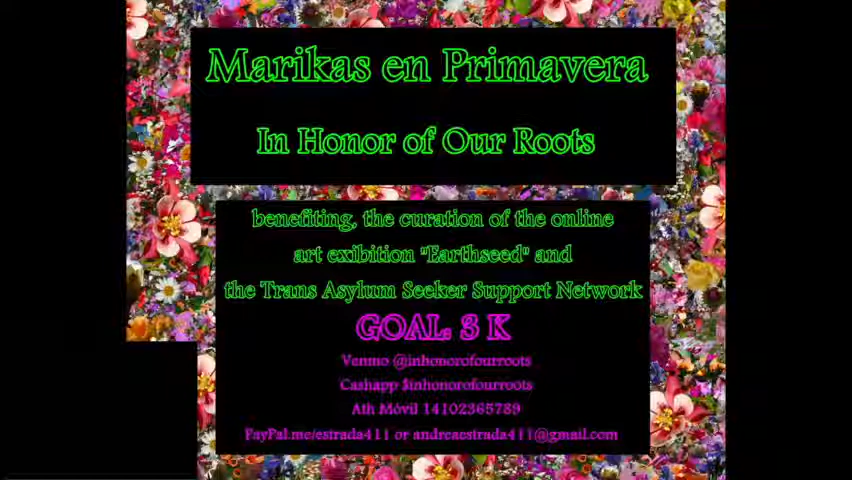 Marikas en Primavera
In Honor of Our Roots
benefiting, the curation of the online
art exibition "Earthseed" and
the Trans Asylum Seeker Support Network
GOAL: 3 K
Venmo @inhonorofourroots
Cashapp $inhonorofourroots
Ath Móvil 14102365789
PayPal.me/estrada411 or andreaestrada411@gmail.com